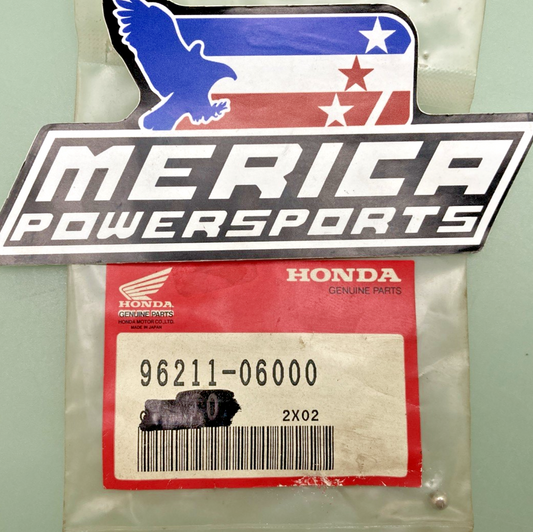 MERICA
POWERSPORTS
HONDA
GENUINE PARTS
HONDA MOTOR CO.,LTD.
MADE IN JAPAN
HONDA
GENUINE PARTS
96211-06000
2X02